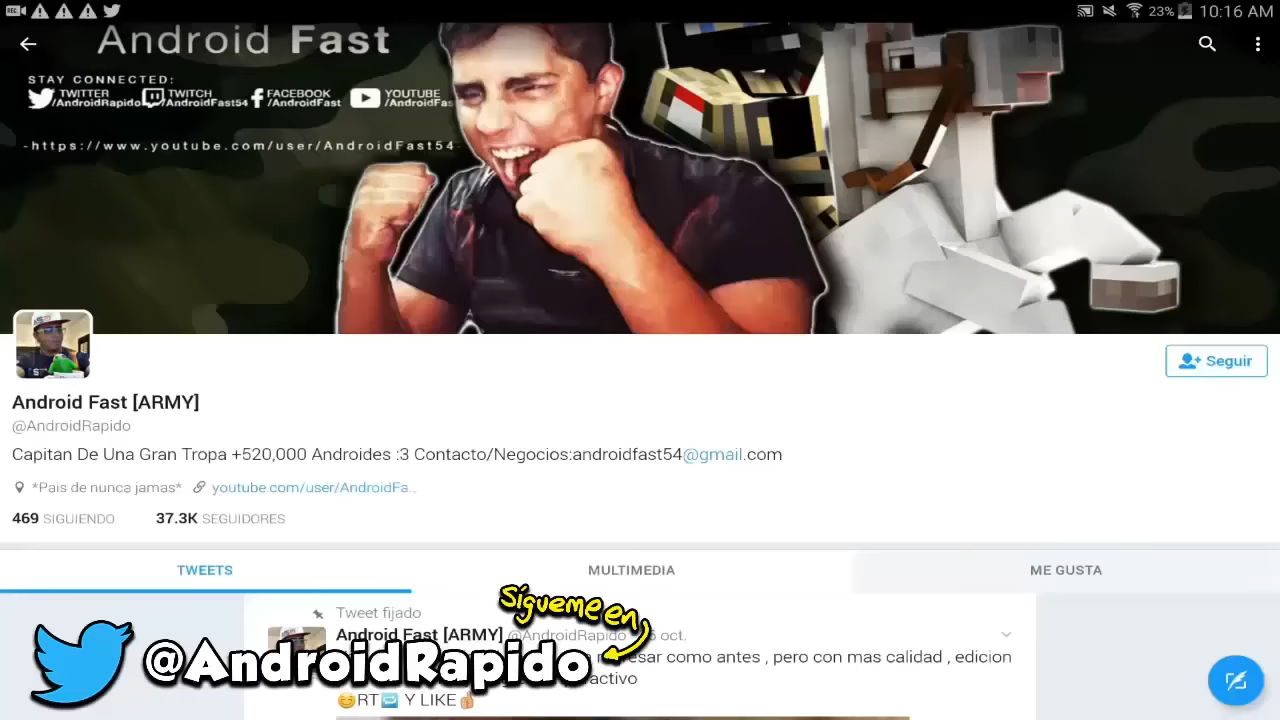 REC
23%
10:16 AM
Android Fast
STAY CONNECTED:
TWITTER
/AndroidRapido
TWITCH
/AndroidFast54
FACEBOOK
/AndroidFast
YOUTUBE
/AndroidFas
-https://www.youtube.com/user/AndroidFast54-
Seguir
Android Fast [ARMY]
@AndroidRapido
Capitan De Una Gran Tropa +520,000 Androides :3 Contacto/Negocios:androidfast54@gmail.com
*Pais de nunca jamas* youtube.com/user/AndroidFa...
469 SIGUIENDO 37.3K SEGUIDORES
TWEETS MULTIMEDIA ME GUSTA
Tweet fijado
Sígueme en
Android Fast [ARMY] @AndroidRapido oct.
como antes , pero con mas calidad , edicion
@AndroidRapido
RT Y LIKE